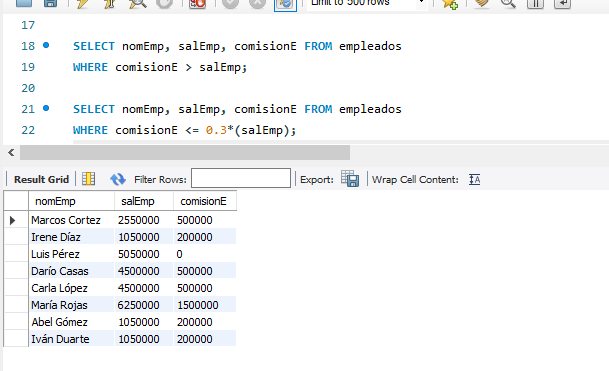 Limit to 500 rows
17
18 SELECT nomEmp, salEmp, comisionE FROM empleados
19 WHERE comisionE > salEmp;
20
21 SELECT nomEmp, salEmp, comisionE FROM empleados
22 WHERE comisionE <= 0.3*(salEmp);
Result Grid Filter Rows: Export: Wrap Cell Content: IA
nomEmp salEmp comisionE
Marcos Cortez 2550000 500000
Irene Díaz 1050000 200000
Luis Pérez 5050000 0
Darío Casas 4500000 500000
Carla López 4500000 500000
María Rojas 6250000 1500000
Abel Gómez 1050000 200000
Iván Duarte 1050000 200000